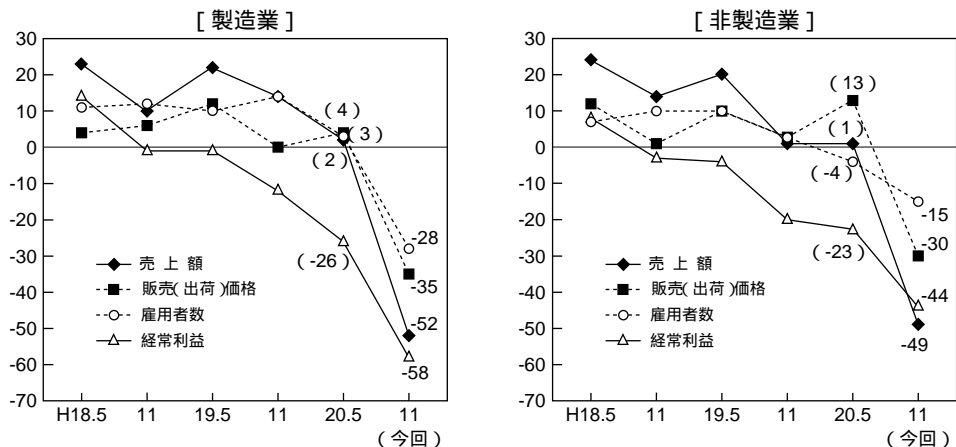 [ 製造業 ]
30
20
10
0
-10
-20
-30
-40
-50
-60
-70
(4)
(3)
(2)
(-26)
-28
-35
-52
-58
売上額
販売(出荷)価格
雇用者数
経常利益
H18.5 11 19.5 11 20.5 11
(今回)
[ 非製造業 ]
30
20
10
0
-10
-20
-30
-40
-50
-60
-70
(13)
(1)
(-4)
(-23)
-15
-30
-44
-49
売上額
販売(出荷)価格
雇用者数
経常利益
H18.5 11 19.5 11 20.5 11
(今回)